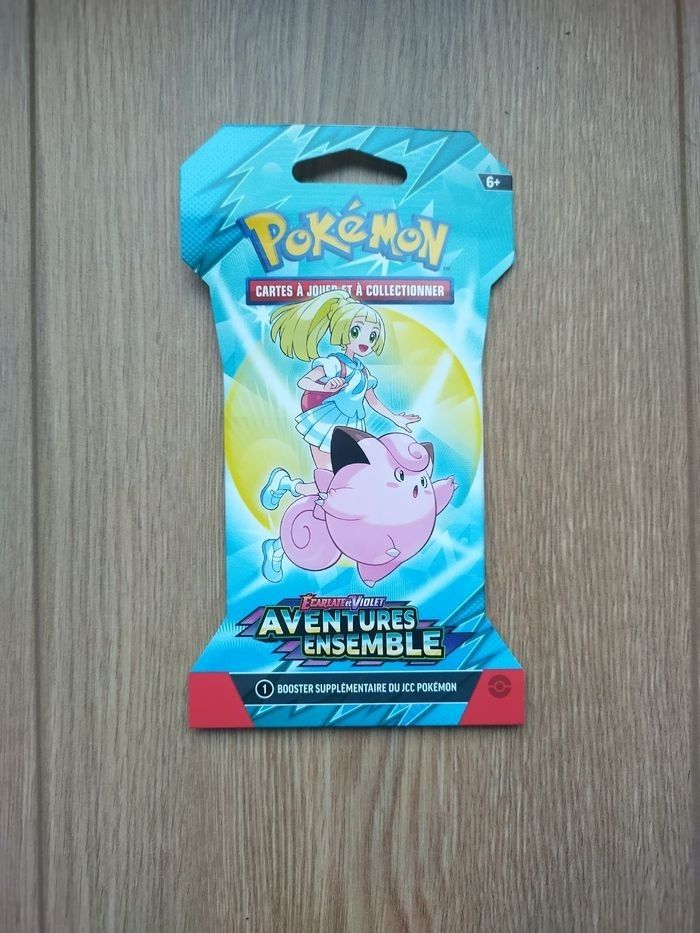 6+
POKéMON
CARTES À JOUER ET À COLLECTIONNER
ÉCARLATE ET VIOLET
AVENTURES
ENSEMBLE
1 BOOSTER SUPPLÉMENTAIRE DU JCC POKÉMON